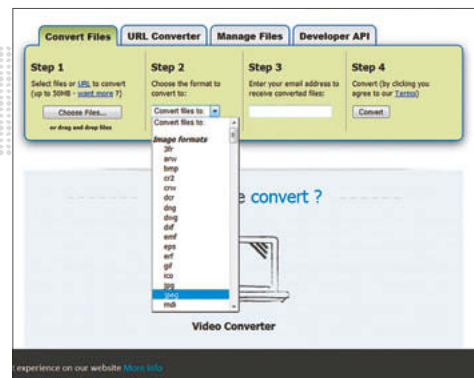 Convert Files
URL Converter
Manage Files
Developer API
Step 1
Select files or URL to convert
(up to 50MB - want more ?)
Choose Files...
or drag and drop files
Step 2
Choose the format to
convert to:
Convert files to:
Convert files to:
Image formats
3fr
arw
bmp
cr2
crw
dcr
dng
dwg
dxf
emf
eps
erf
gif
ico
jpg
jpeg
mdi
Step 3
Enter your email address to
receive converted files:
Step 4
Convert (by clicking you
agree to our Terms)
Convert
e convert ?
Video Converter
t experience on our website More Info